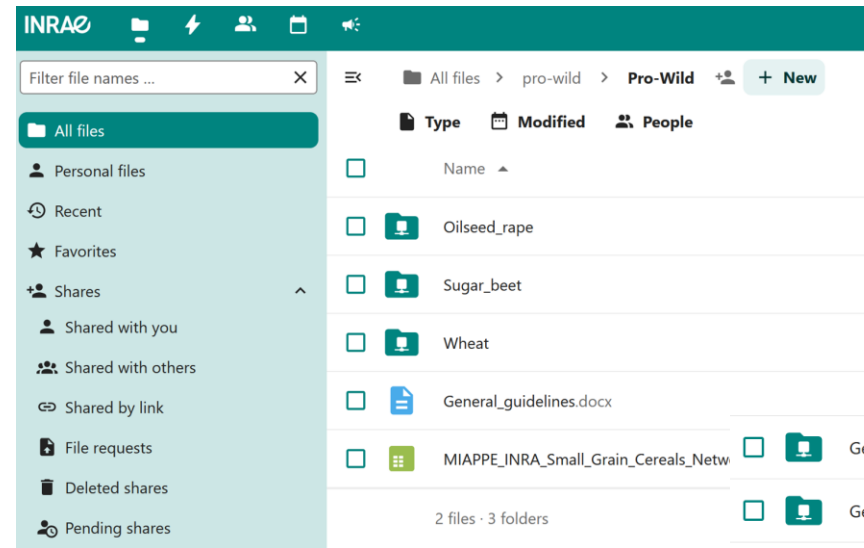 INRAE
Filter file names ...
All files
Personal files
Recent
Favorites
Shares
Shared with you
Shared with others
Shared by link
File requests
Deleted shares
Pending shares
All files > pro-wild > Pro-Wild + New
Type Modified People
Name
Oilseed_rape
Sugar_beet
Wheat
General_guidelines.docx
MIAPPE_INRA_Small_Grain_Cereals_Netw
2 files · 3 folders
Ge
Ge